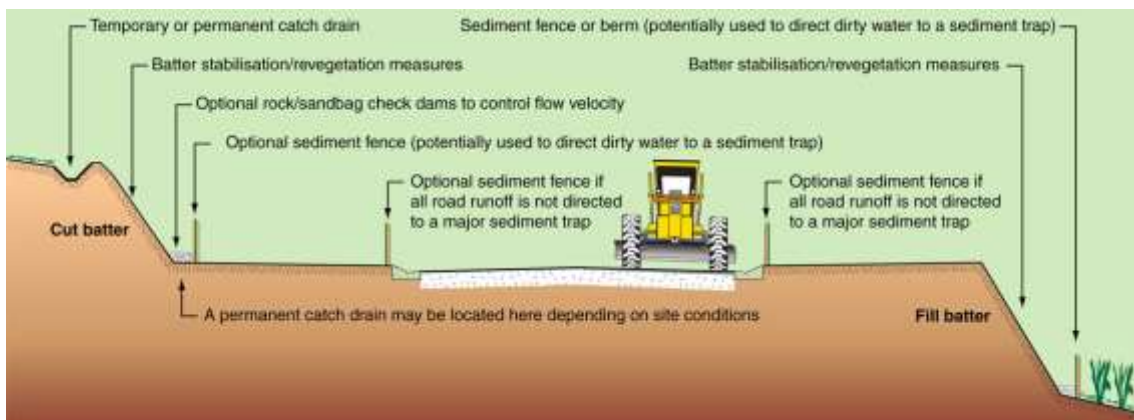 Temporary or permanent catch drain
Sediment fence or berm (potentially used to direct dirty water to a sediment trap)
Batter stabilisation/revegetation measures
Batter stabilisation/revegetation measures
Optional rock/sandbag check dams to control flow velocity
Optional sediment fence (potentially used to direct dirty water to a sediment trap)
Optional sediment fence if
all road runoff is not directed
to a major sediment trap
Optional sediment fence if
all road runoff is not directed
to a major sediment trap
Cut batter
A permanent catch drain may be located here depending on site conditions
Fill batter